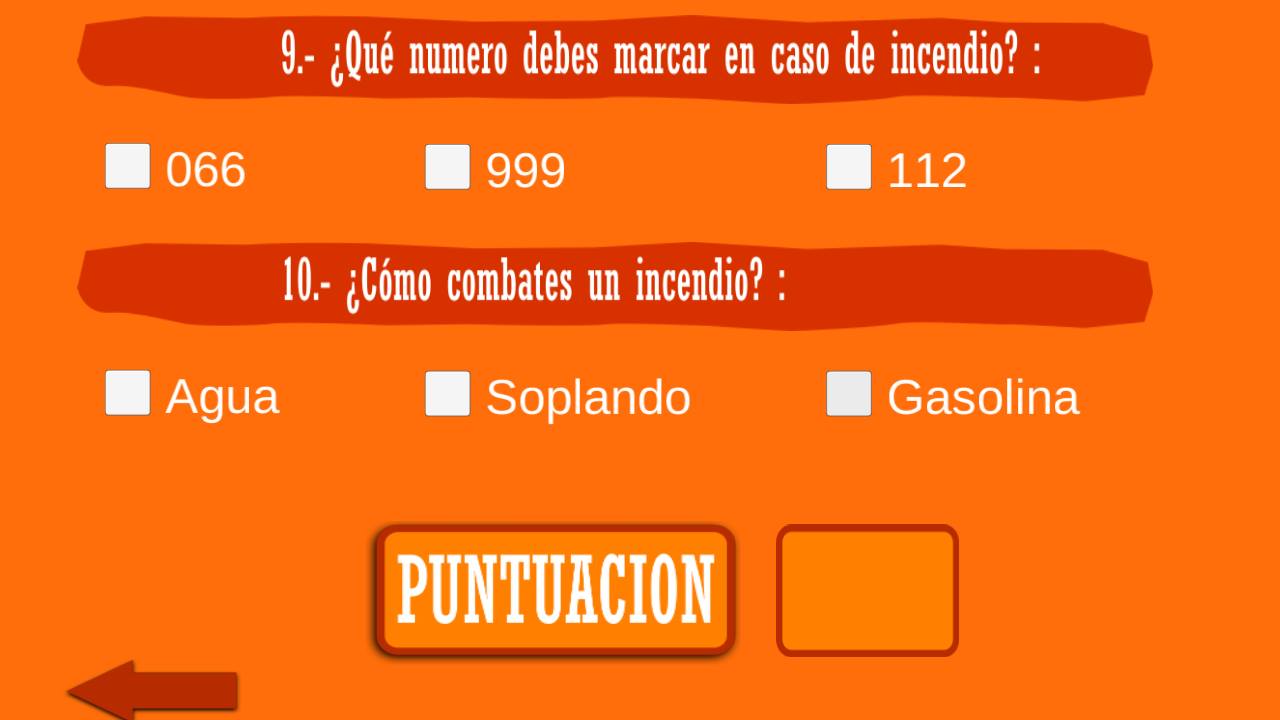 9.- ¿Qué numero debes marcar en caso de incendio? :
066 999 112
10.- ¿Cómo combates un incendio? :
Agua Soplando Gasolina
PUNTUACION